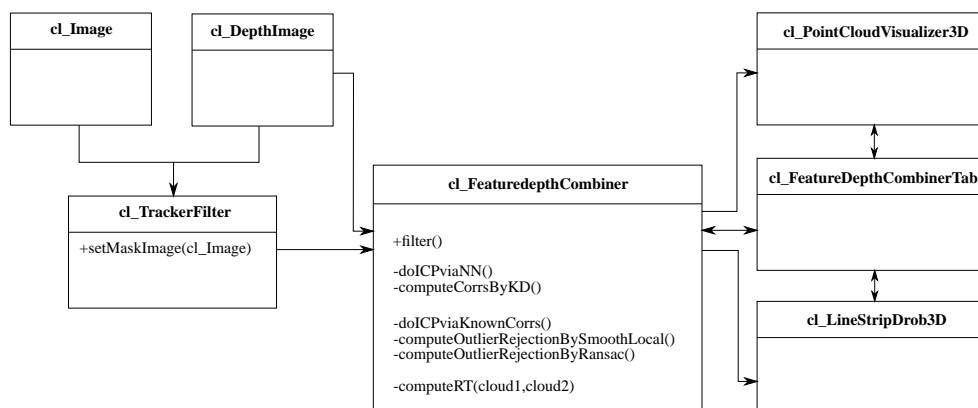 cl_Image
cl_DepthImage
cl_PointCloudVisualizer3D
cl_FeaturedepthCombiner
cl_FeatureDepthCombinerTab
cl_TrackerFilter
+setMaskImage(cl_Image)
+filter()
-doICPviaNN()
-computeCorrsByKD()
-doICPviaKnownCorrs()
-computeOutlierRejectionBySmoothLocal()
-computeOutlierRejectionByRansac()
-computeRT(cloud1,cloud2)
cl_LineStripDrob3D